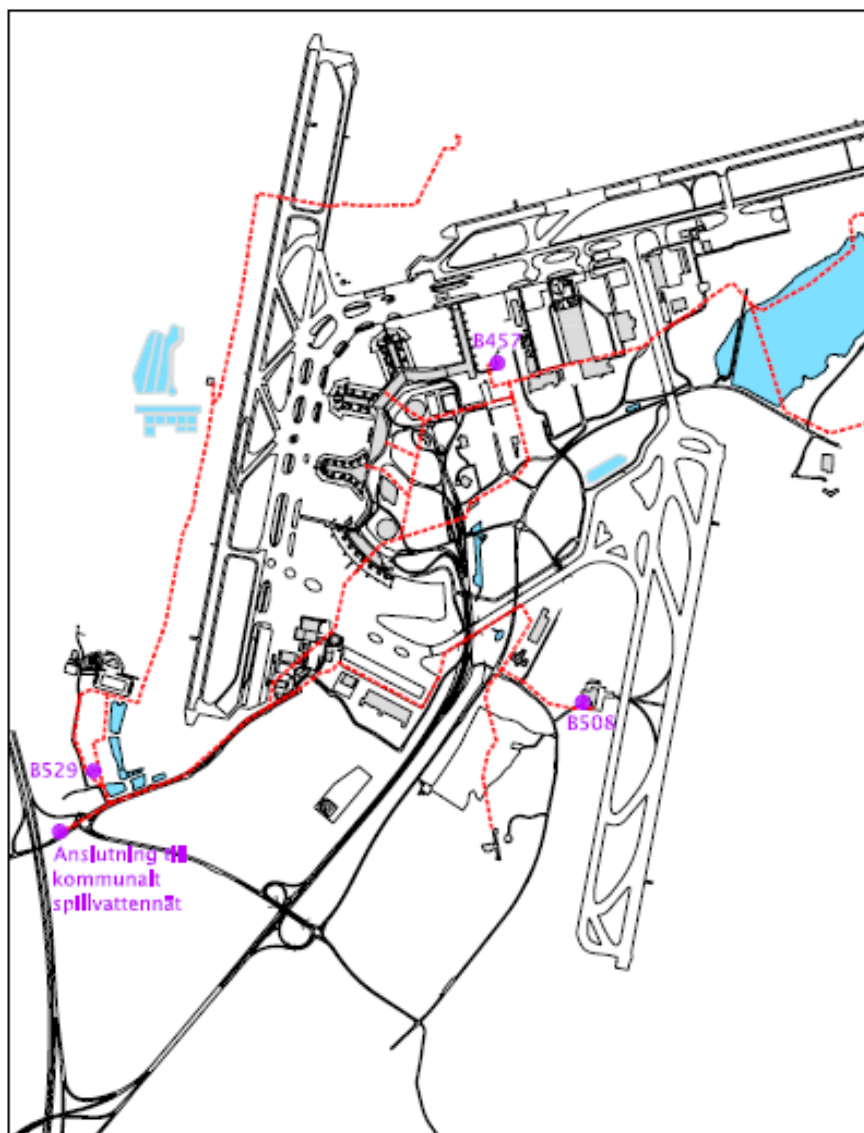 B457
B508
B529
Anslutning till
kommunalt
spillvattennät